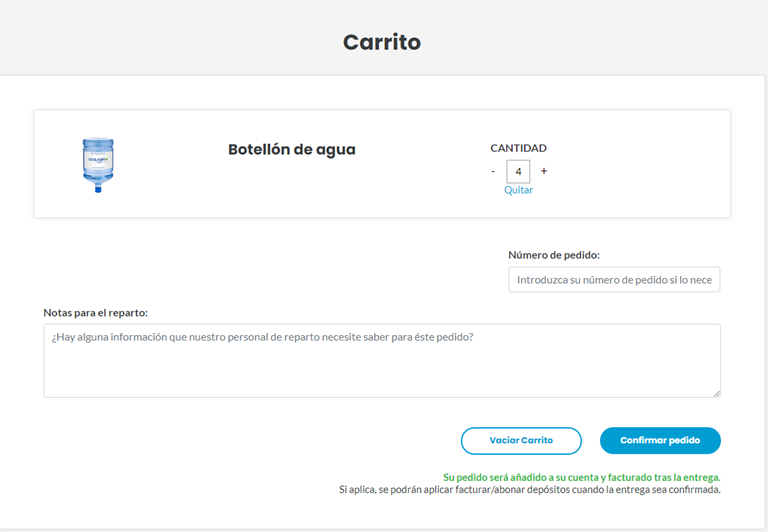 Carrito
Botellón de agua
CANTIDAD
- 4 +
Quitar
Número de pedido:
Introduzca su número de pedido si lo nece
Notas para el reparto:
¿Hay alguna información que nuestro personal de reparto necesite saber para éste pedido?
Vaciar Carrito
Confirmar pedido
Su pedido será añadido a su cuenta y facturado tras la entrega.
Si aplica, se podrán aplicar facturar/abonar depósitos cuando la entrega sea confirmada.